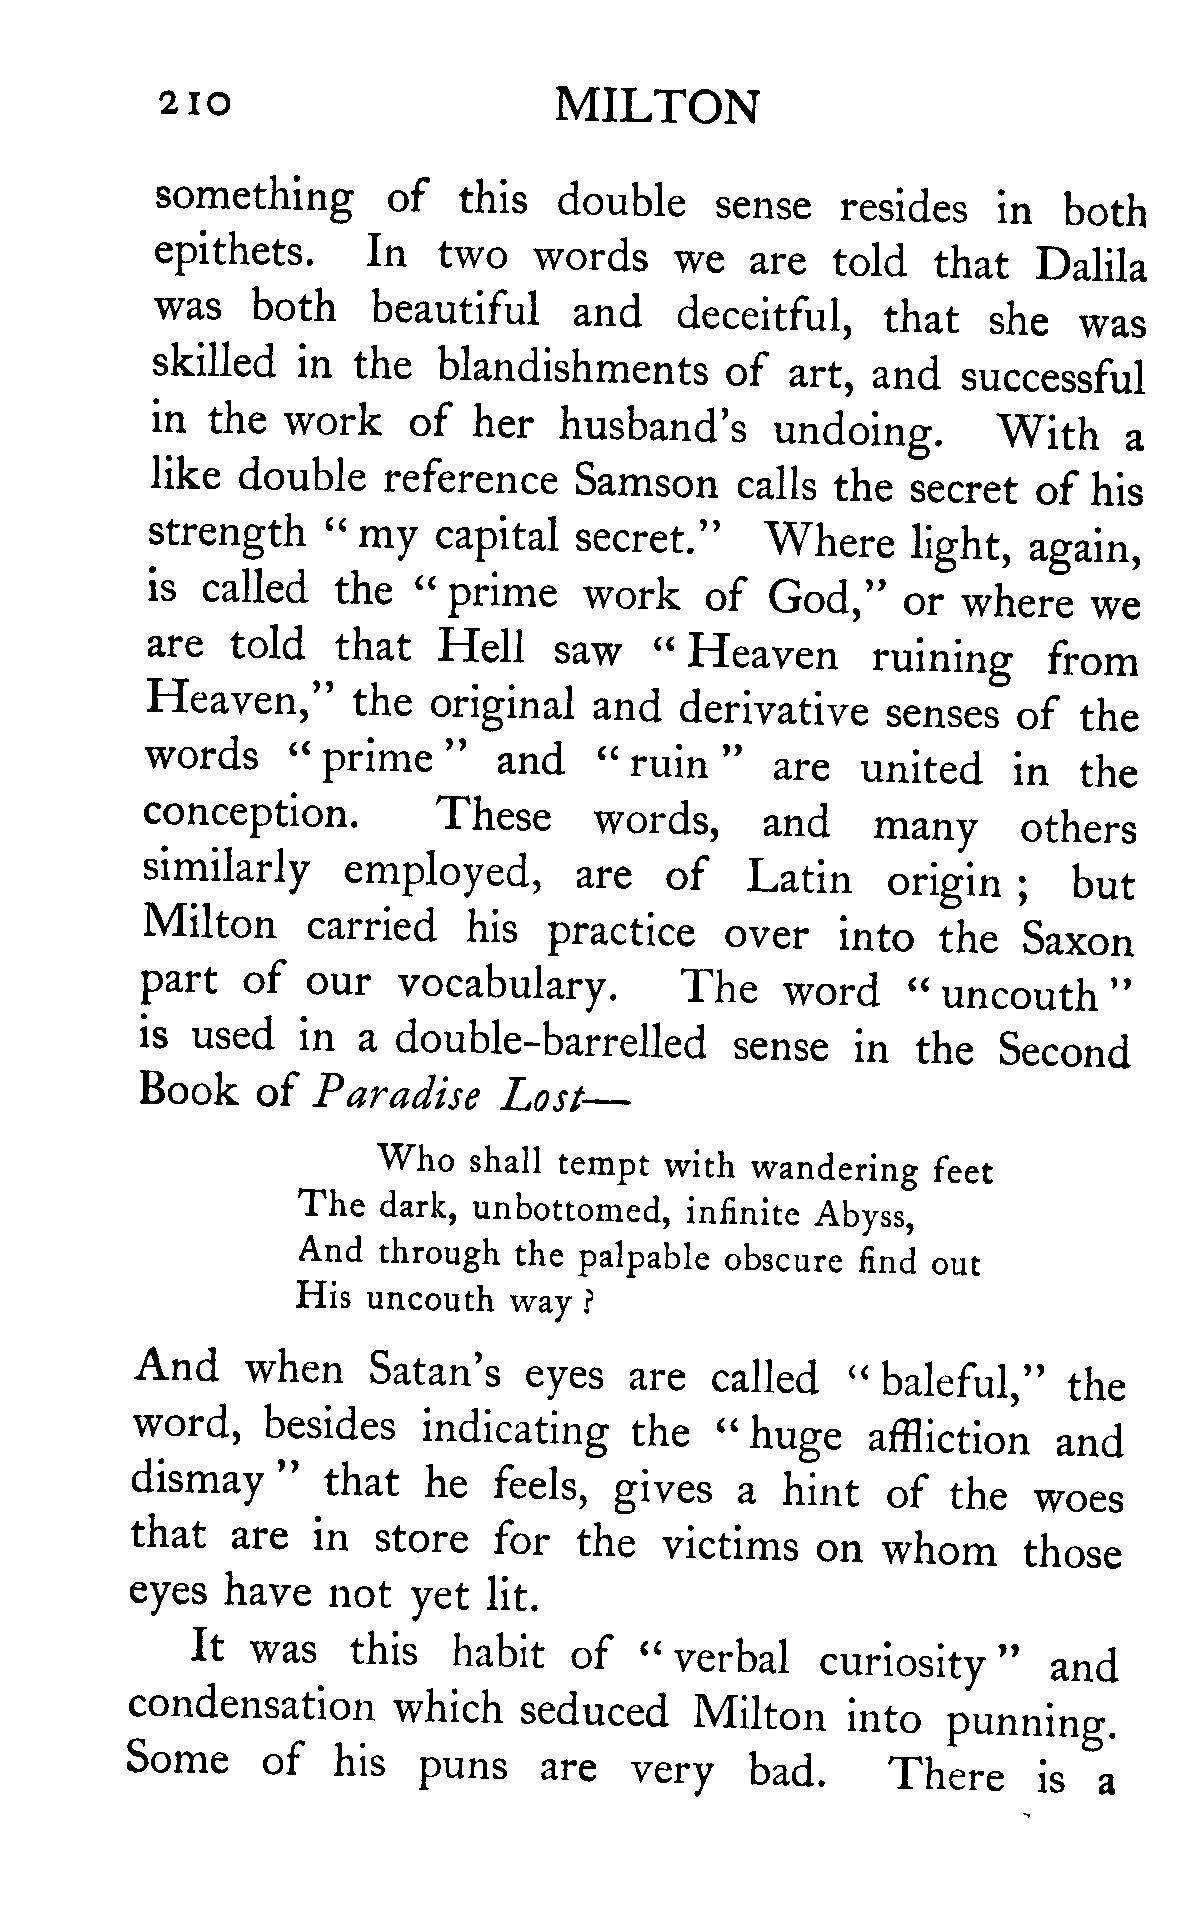 210 MILTON
something of this double sense resides in both
epithets. In two words we are told that Dalila
was both beautiful and deceitful, that she was
skilled in the blandishments of art, and successful
in the work of her husband's undoing. With a
like double reference Samson calls the secret of his
strength “ my capital secret.” Where light, again,
is called the “ prime work of God,” or where we
are told that Hell saw “ Heaven ruining from
Heaven,” the original and derivative senses of the
words “ prime ” and “ ruin ” are united in the
conception. These words, and many others
similarly employed, are of Latin origin ; but
Milton carried his practice over into the Saxon
part of our vocabulary. The word “ uncouth ”
is used in a double-barrelled sense in the Second
Book of Paradise Lost—
Who shall tempt with wandering feet
The dark, unbottomed, infinite Abyss,
And through the palpable obscure find out
His uncouth way ?
And when Satan's eyes are called “ baleful,” the
word, besides indicating the “ huge affliction and
dismay ” that he feels, gives a hint of the woes
that are in store for the victims on whom those
eyes have not yet lit.
It was this habit of “ verbal curiosity ” and
condensation which seduced Milton into punning.
Some of his puns are very bad. There is a